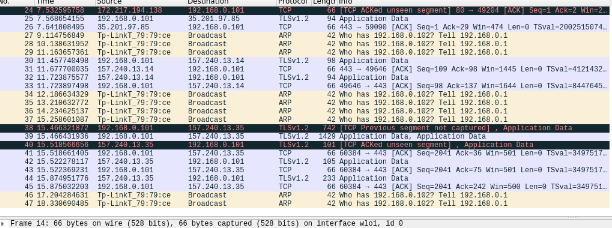 No. Time Source Destination Protocol Length Info
24 7.532595758 172.217.194.138 192.168.0.101 TCP 66 [TCP ACKed unseen segment] 80 → 49204 [ACK] Seq=1 Ack=2 Win=2…
25 7.568654155 192.168.0.101 35.201.97.85 TLSv1.2 94 Application Data
26 7.641808465 35.201.97.85 192.168.0.101 TCP 66 443 → 59090 [ACK] Seq=1 Ack=29 Win=474 Len=0 TSval=2002515074…
27 9.114756849 Tp-LinkT_79:79:ce Broadcast ARP 42 Who has 192.168.0.102? Tell 192.168.0.1
28 10.138631952 Tp-LinkT_79:79:ce Broadcast ARP 42 Who has 192.168.0.102? Tell 192.168.0.1
29 11.163657361 Tp-LinkT_79:79:ce Broadcast ARP 42 Who has 192.168.0.102? Tell 192.168.0.1
30 11.457740498 192.168.0.101 157.240.13.14 TLSv1.2 98 Application Data
31 11.677708035 157.240.13.14 192.168.0.101 TCP 66 443 → 49646 [ACK] Seq=109 Ack=98 Win=1445 Len=0 TSval=4121432…
32 11.723875577 157.240.13.14 192.168.0.101 TLSv1.2 94 Application Data
33 11.723897498 192.168.0.101 157.240.13.14 TCP 66 49646 → 443 [ACK] Seq=98 Ack=137 Win=1644 Len=0 TSval=8447645…
34 12.186634329 Tp-LinkT_79:79:ce Broadcast ARP 42 Who has 192.168.0.102? Tell 192.168.0.1
35 13.210632772 Tp-LinkT_79:79:ce Broadcast ARP 42 Who has 192.168.0.102? Tell 192.168.0.1
36 14.234625137 Tp-LinkT_79:79:ce Broadcast ARP 42 Who has 192.168.0.102? Tell 192.168.0.1
37 15.258601087 Tp-LinkT_79:79:ce Broadcast ARP 42 Who has 192.168.0.102? Tell 192.168.0.1
38 15.466321872 192.168.0.101 157.240.13.35 TLSv1.2 742 [TCP Previous segment not captured] , Application Data
39 15.466431936 192.168.0.101 157.240.13.35 TLSv1.2 1429 Application Data, Application Data
40 15.518566656 157.240.13.35 192.168.0.101 TLSv1.2 101 [TCP ACKed unseen segment] , Application Data
41 15.518601405 192.168.0.101 157.240.13.35 TCP 66 60384 → 443 [ACK] Seq=2041 Ack=36 Win=501 Len=0 TSval=3497517…
42 15.522278117 157.240.13.35 192.168.0.101 TLSv1.2 105 Application Data
43 15.522369231 192.168.0.101 157.240.13.35 TCP 66 60384 → 443 [ACK] Seq=2041 Ack=75 Win=501 Len=0 TSval=3497517…
44 15.874951776 157.240.13.35 192.168.0.101 TLSv1.2 233 Application Data
45 15.875032203 192.168.0.101 157.240.13.35 TCP 66 60384 → 443 [ACK] Seq=2041 Ack=242 Win=500 Len=0 TSval=349751…
46 17.294284631 Tp-LinkT_79:79:ce Broadcast ARP 42 Who has 192.168.0.102? Tell 192.168.0.1
47 18.330690485 Tp-LinkT_79:79:ce Broadcast ARP 42 Who has 192.168.0.102? Tell 192.168.0.1
Frame 14: 66 bytes on wire (528 bits), 66 bytes captured (528 bits) on interface wlo1, id 0